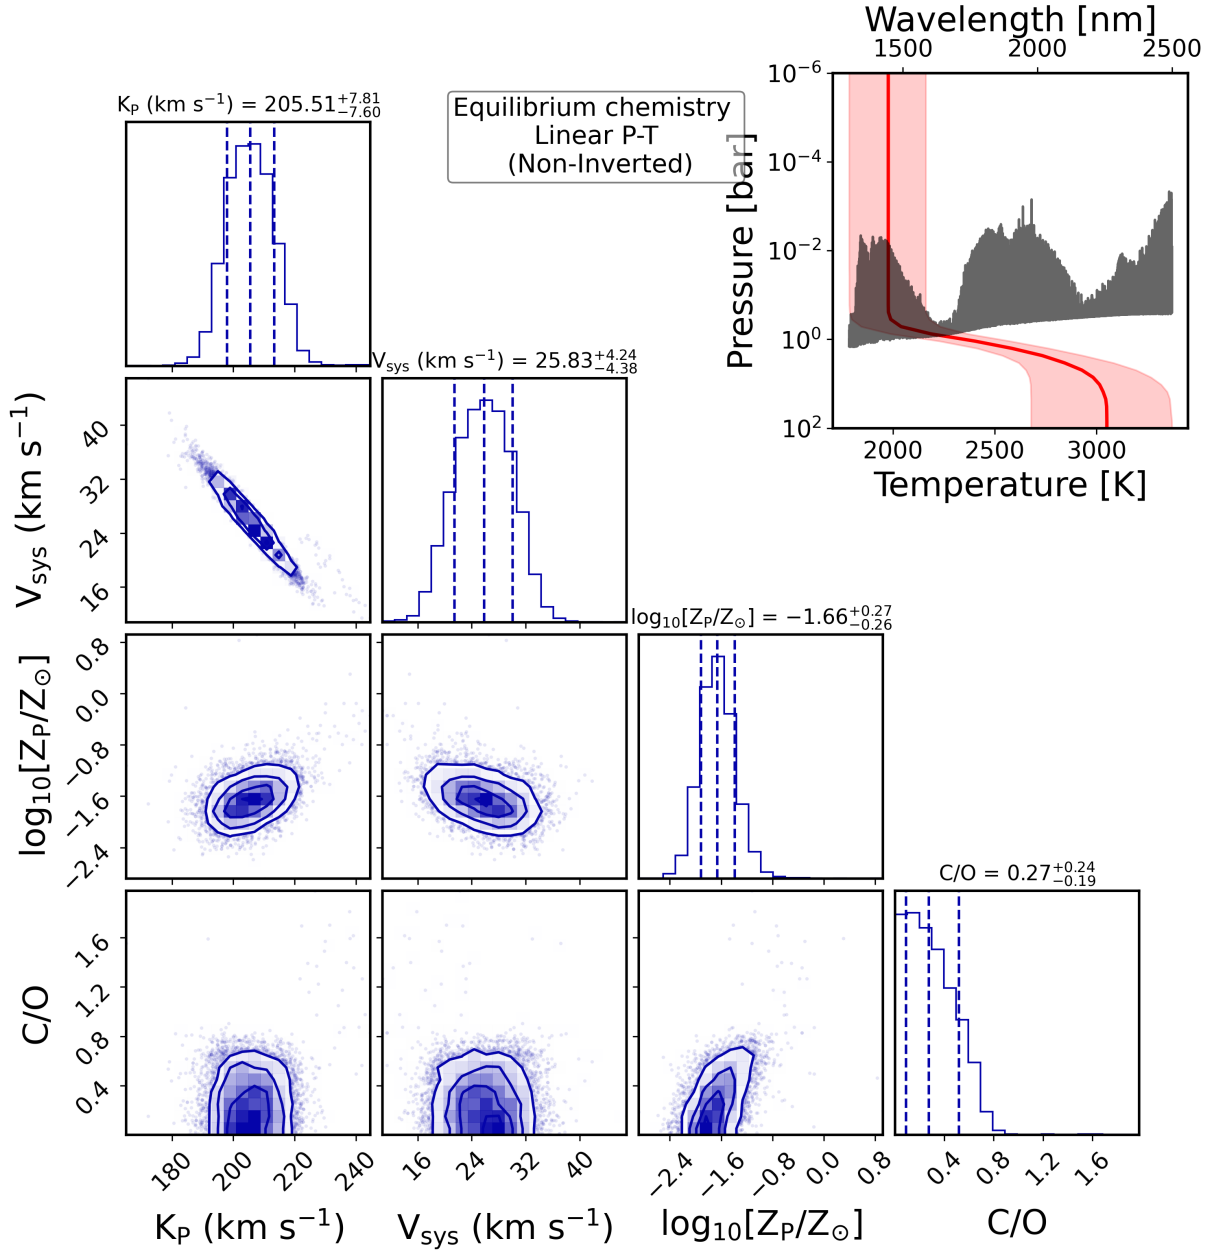 Wavelength [nm]
1500 2000 2500
K_P (km s⁻¹) = 205.51 +7.81 −7.60
Equilibrium chemistry
Linear P-T
(Non-Inverted)
Pressure [bar]
10⁻⁶
10⁻⁴
10⁻²
10⁰
10²
2000 2500 3000
Temperature [K]
V_sys (km s⁻¹) = 25.83 +4.24 −4.38
V_sys (km s⁻¹)
40
32
24
16
log₁₀[Z_P/Z_⊙] = −1.66 +0.27 −0.26
log₁₀[Z_P/Z_⊙]
0.8
0.0
−0.8
−1.6
−2.4
C/O = 0.27 +0.24 −0.19
C/O
1.6
1.2
0.8
0.4
180 200 220 240
16 24 32 40
−2.4 −1.6 −0.8 0.0 0.8
0.4 0.8 1.2 1.6
K_P (km s⁻¹)
V_sys (km s⁻¹)
log₁₀[Z_P/Z_⊙]
C/O